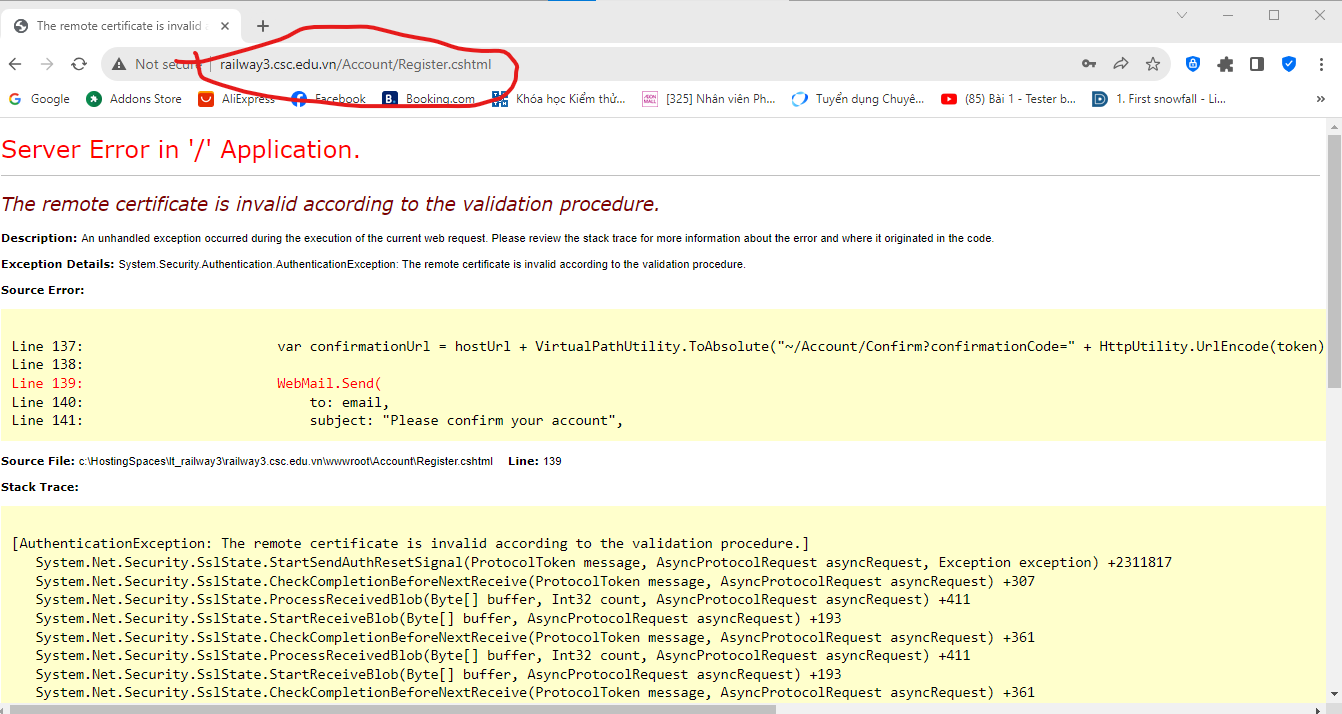 The remote certificate is invalid
Not secure railway3.csc.edu.vn/Account/Register.cshtml
Google Addons Store AliExpress Facebook Booking.com Khóa học Kiểm thử... [325] Nhân viên Ph... Tuyển dụng Chuyê... (85) Bài 1 - Tester b... 1. First snowfall - Li... »
Server Error in '/' Application.
The remote certificate is invalid according to the validation procedure.
Description: An unhandled exception occurred during the execution of the current web request. Please review the stack trace for more information about the error and where it originated in the code.
Exception Details: System.Security.Authentication.AuthenticationException: The remote certificate is invalid according to the validation procedure.
Source Error:
Line 137: var confirmationUrl = hostUrl + VirtualPathUtility.ToAbsolute("~/Account/Confirm?confirmationCode=" + HttpUtility.UrlEncode(token)
Line 138:
Line 139: WebMail.Send(
Line 140: to: email,
Line 141: subject: "Please confirm your account",
Source File: c:\HostingSpaces\lt_railway3\railway3.csc.edu.vn\wwwroot\Account\Register.cshtml Line: 139
Stack Trace:
[AuthenticationException: The remote certificate is invalid according to the validation procedure.]
System.Net.Security.SslState.StartSendAuthResetSignal(ProtocolToken message, AsyncProtocolRequest asyncRequest, Exception exception) +2311817
System.Net.Security.SslState.CheckCompletionBeforeNextReceive(ProtocolToken message, AsyncProtocolRequest asyncRequest) +307
System.Net.Security.SslState.ProcessReceivedBlob(Byte[] buffer, Int32 count, AsyncProtocolRequest asyncRequest) +411
System.Net.Security.SslState.StartReceiveBlob(Byte[] buffer, AsyncProtocolRequest asyncRequest) +193
System.Net.Security.SslState.CheckCompletionBeforeNextReceive(ProtocolToken message, AsyncProtocolRequest asyncRequest) +361
System.Net.Security.SslState.ProcessReceivedBlob(Byte[] buffer, Int32 count, AsyncProtocolRequest asyncRequest) +411
System.Net.Security.SslState.StartReceiveBlob(Byte[] buffer, AsyncProtocolRequest asyncRequest) +193
System.Net.Security.SslState.CheckCompletionBeforeNextReceive(ProtocolToken message, AsyncProtocolRequest asyncRequest) +361